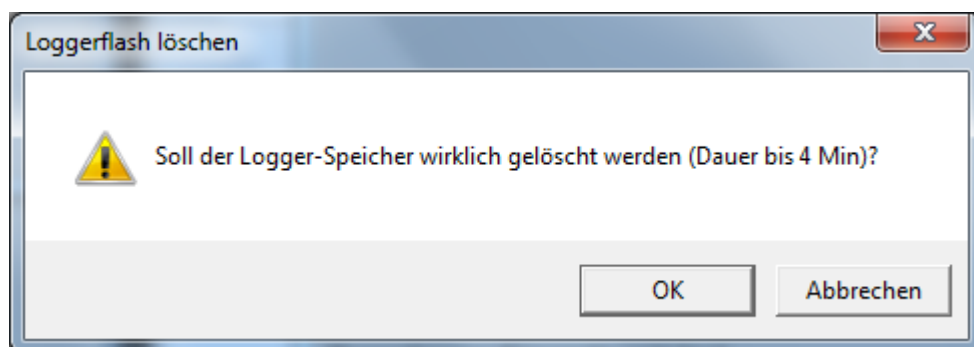 Loggerflash löschen
Soll der Logger-Speicher wirklich gelöscht werden (Dauer bis 4 Min)?
OK
Abbrechen